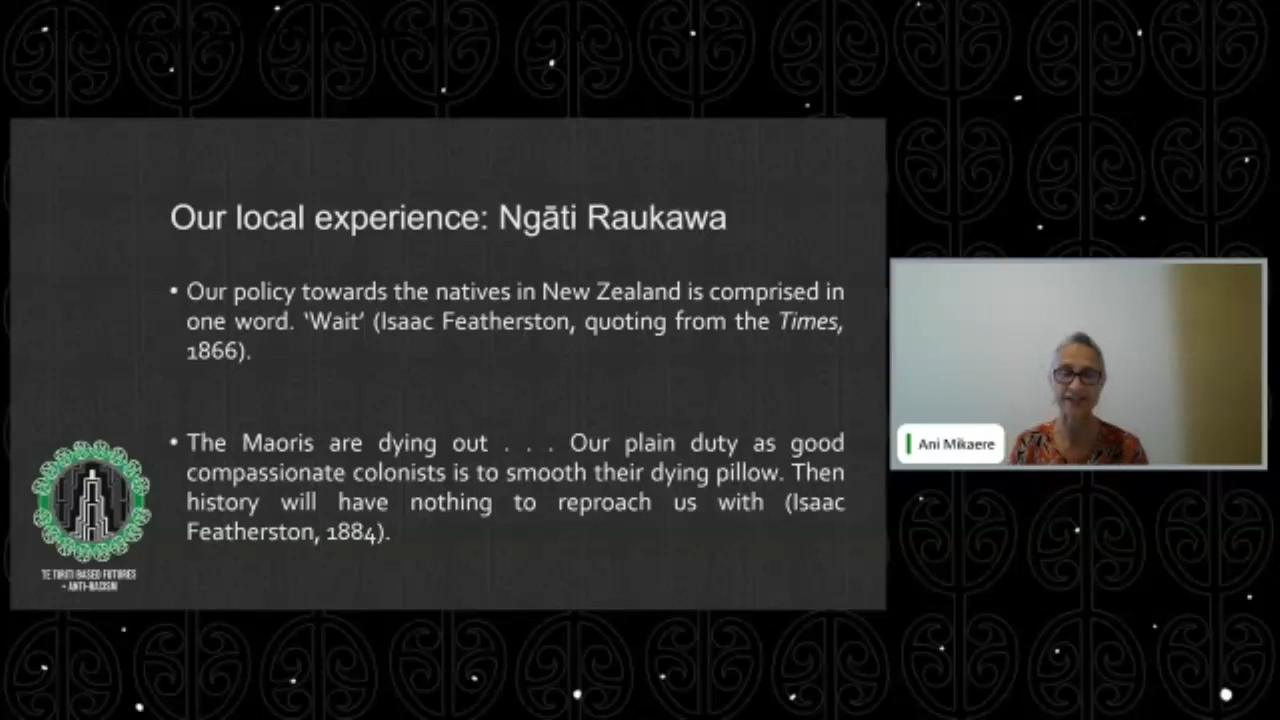 Our local experience: Ngāti Raukawa
• Our policy towards the natives in New Zealand is comprised in
one word. ‘Wait’ (Isaac Featherston, quoting from the Times,
1866).
• The Maoris are dying out . . . Our plain duty as good
compassionate colonists is to smooth their dying pillow. Then
history will have nothing to reproach us with (Isaac
Featherston, 1884).
TE TIRITI BASED FUTURES
+ ANTI-RACISM
Ani Mikaere